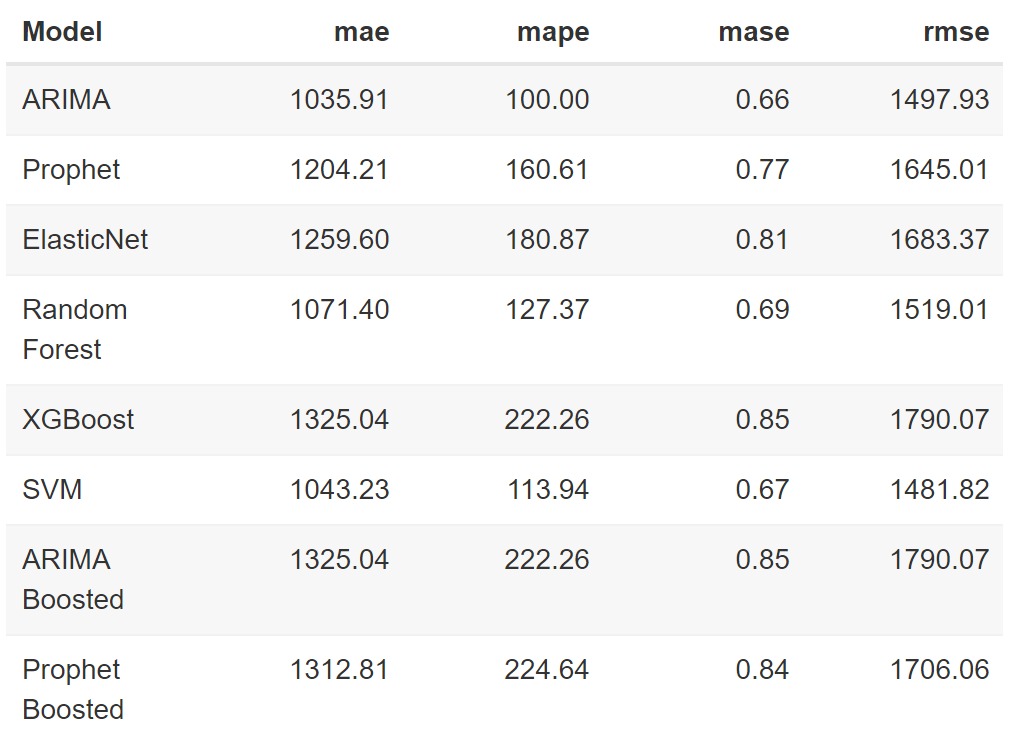 Model mae mape mase rmse
ARIMA 1035.91 100.00 0.66 1497.93
Prophet 1204.21 160.61 0.77 1645.01
ElasticNet 1259.60 180.87 0.81 1683.37
Random 1071.40 127.37 0.69 1519.01
Forest
XGBoost 1325.04 222.26 0.85 1790.07
SVM 1043.23 113.94 0.67 1481.82
ARIMA 1325.04 222.26 0.85 1790.07
Boosted
Prophet 1312.81 224.64 0.84 1706.06
Boosted